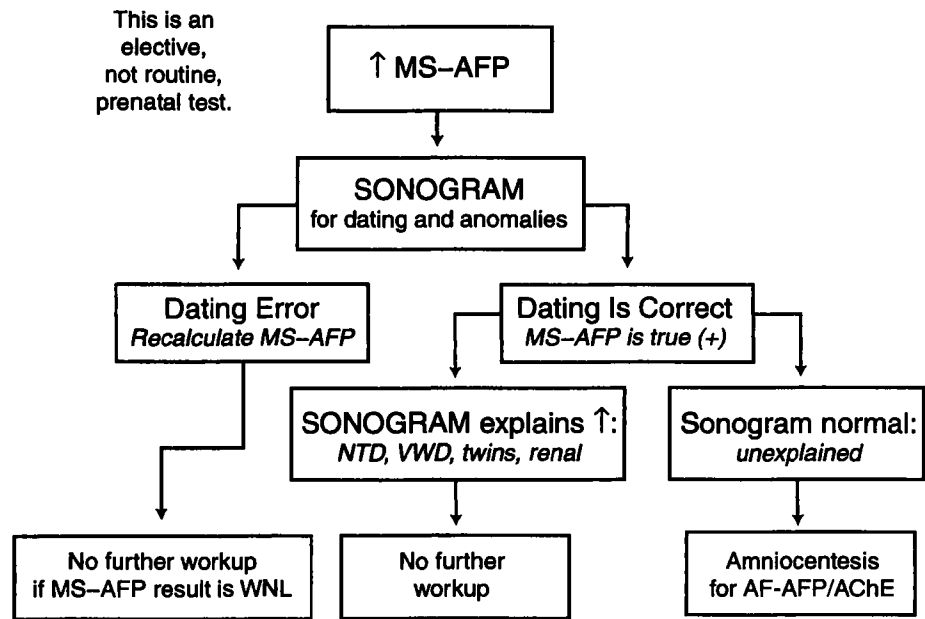 This is an
elective,
not routine,
prenatal test.
↑ MS–AFP
SONOGRAM
for dating and anomalies
Dating Error
Recalculate MS–AFP
Dating Is Correct
MS–AFP is true (+)
SONOGRAM explains ↑:
NTD, VWD, twins, renal
Sonogram normal:
unexplained
No further workup
if MS–AFP result is WNL
No further
workup
Amniocentesis
for AF-AFP/AChE